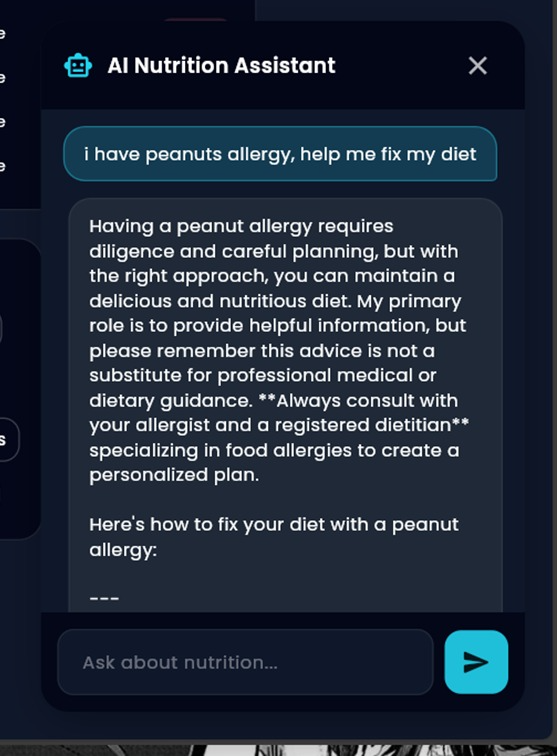 e
e
e
e
s
AI Nutrition Assistant
i have peanuts allergy, help me fix my diet
Having a peanut allergy requires
diligence and careful planning, but with
the right approach, you can maintain a
delicious and nutritious diet. My primary
role is to provide helpful information, but
please remember this advice is not a
substitute for professional medical or
dietary guidance. **Always consult with
your allergist and a registered dietitian**
specializing in food allergies to create a
personalized plan.
Here's how to fix your diet with a peanut
allergy:
---
Ask about nutrition...